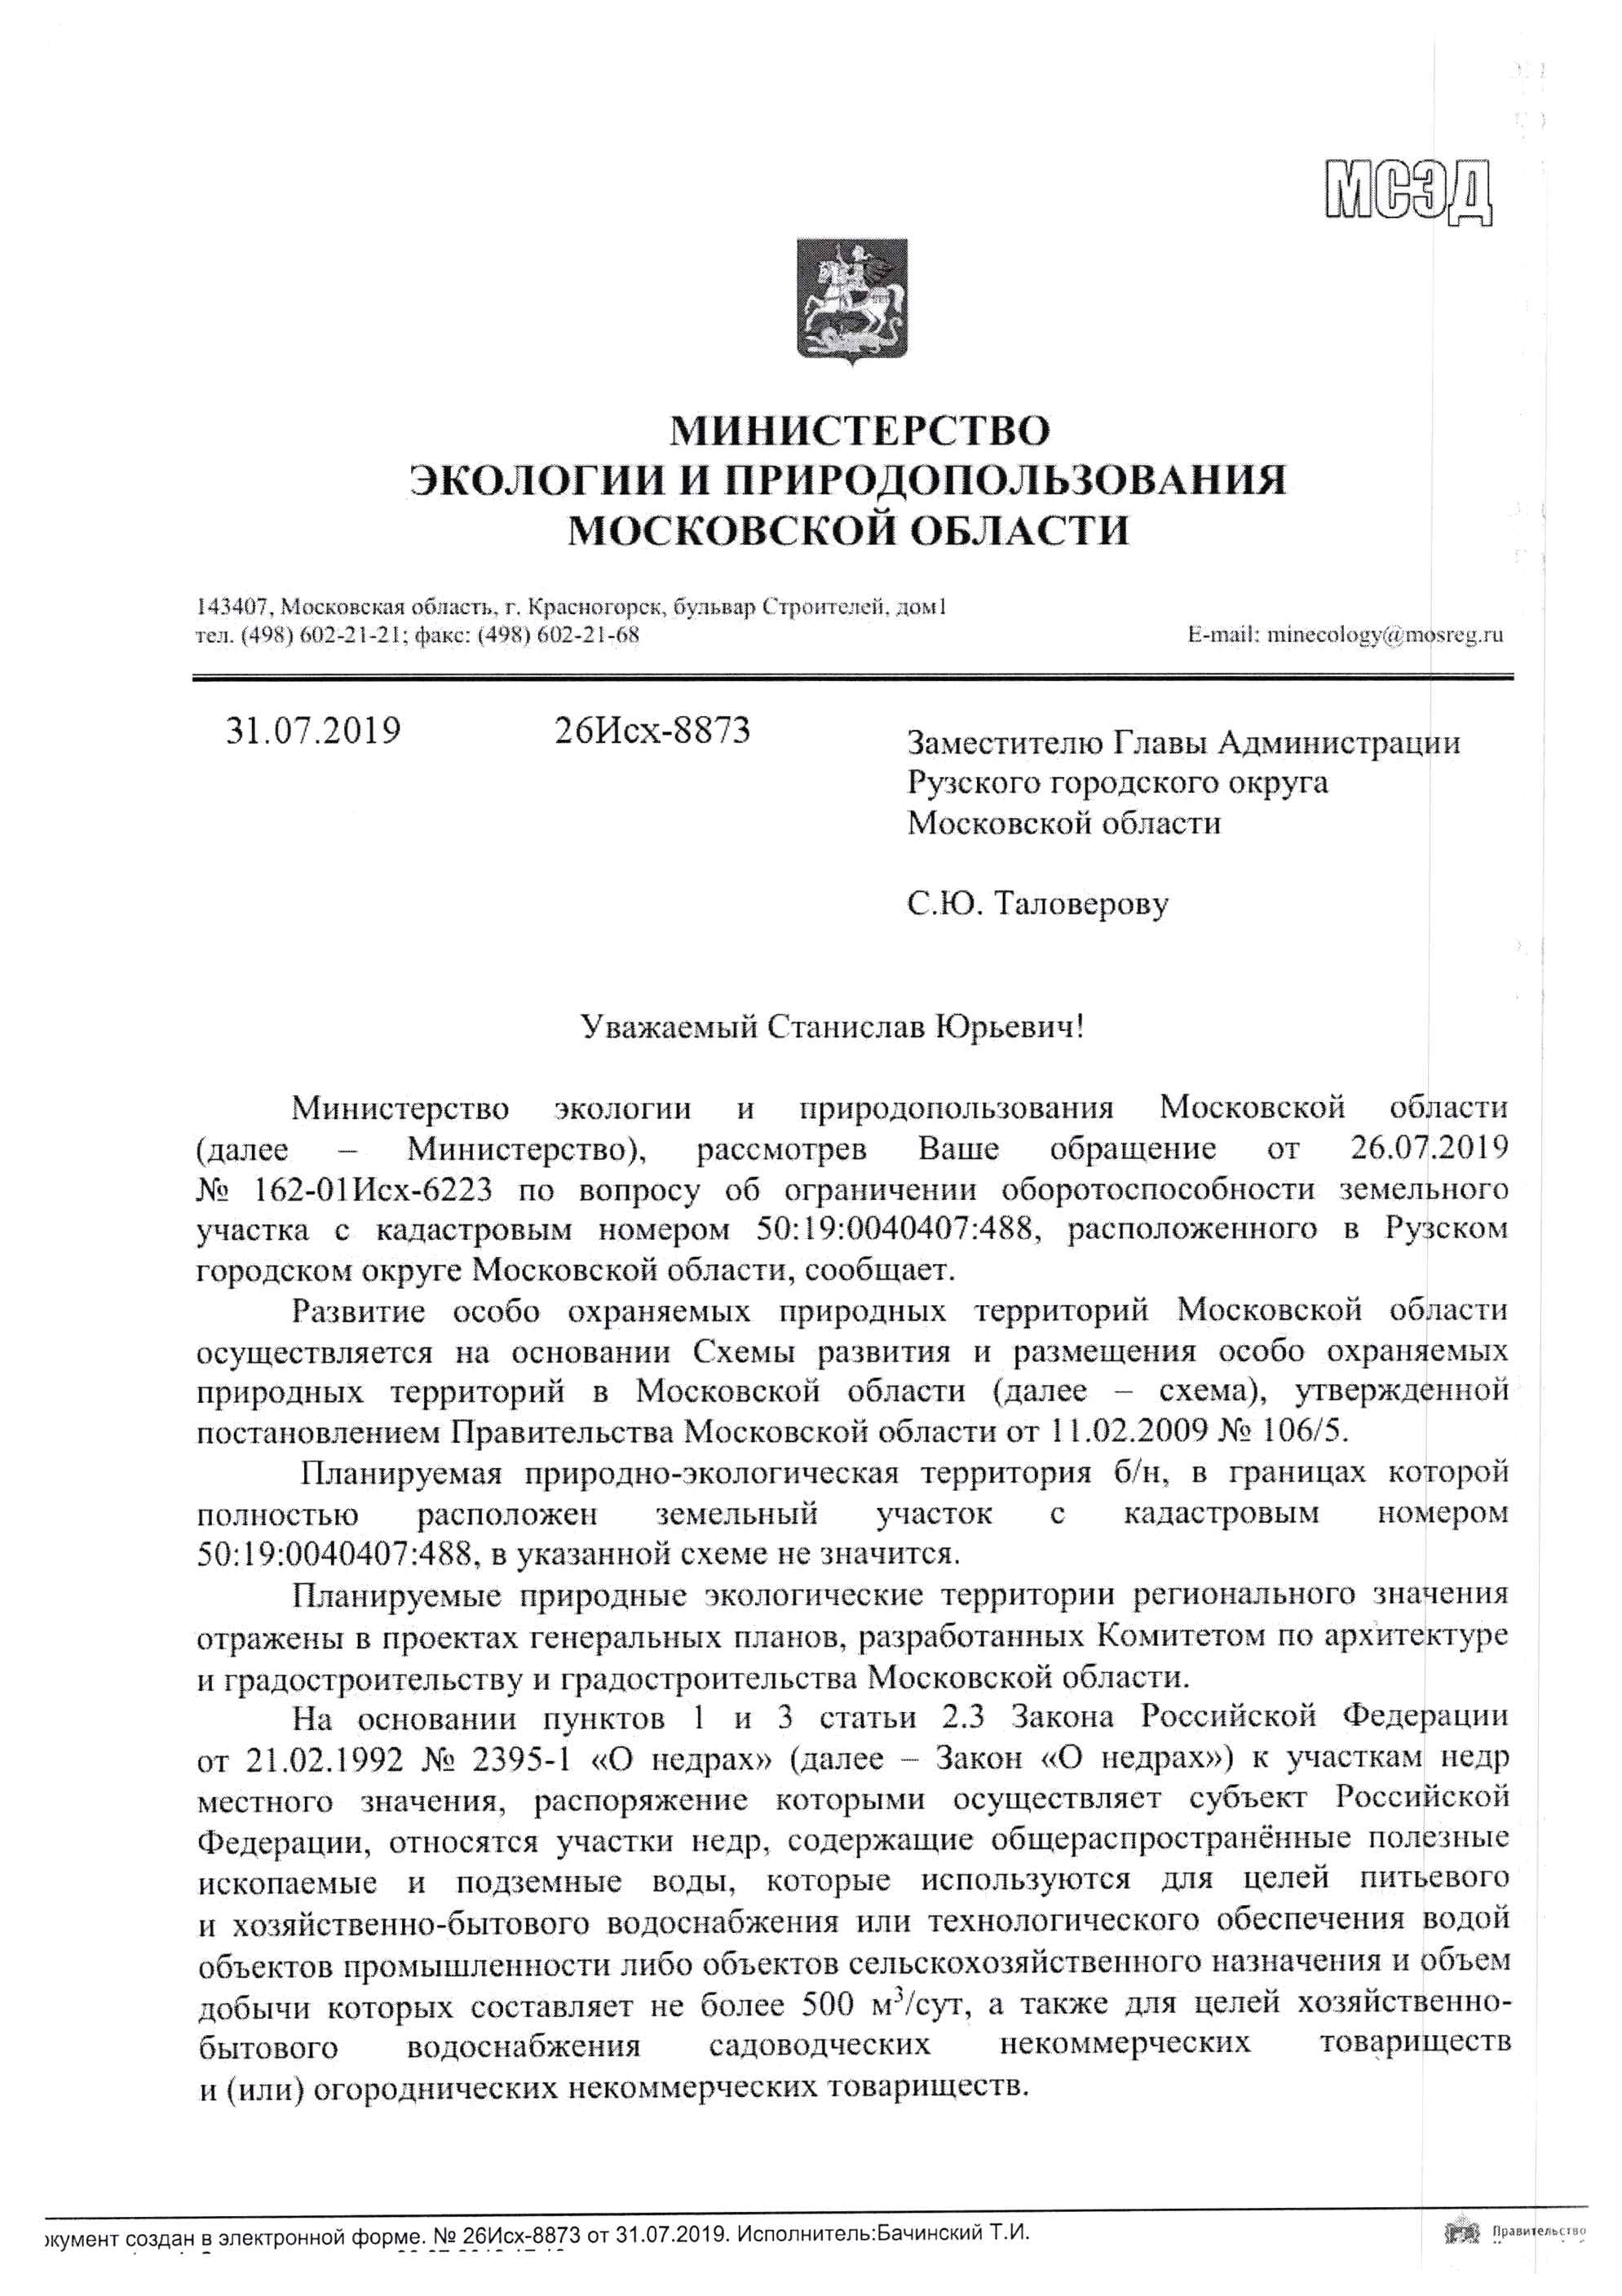 МСЭД
МИНИСТЕРСТВО
ЭКОЛОГИИ И ПРИРОДОПОЛЬЗОВАНИЯ
МОСКОВСКОЙ ОБЛАСТИ
143407, Московская область, г. Красногорск, бульвар Строителей, дом1
тел. (498) 602-21-21; факс: (498) 602-21-68
E-mail: minecology@mosreg.ru
31.07.2019 26Исх-8873
Заместителю Главы Администрации
Рузского городского округа
Московской области
С.Ю. Таловерову
Уважаемый Станислав Юрьевич!
Министерство экологии и природопользования Московской области
(далее – Министерство), рассмотрев Ваше обращение от 26.07.2019
№ 162-01Исх-6223 по вопросу об ограничении оборотоспособности земельного
участка с кадастровым номером 50:19:0040407:488, расположенного в Рузском
городском округе Московской области, сообщает.
Развитие особо охраняемых природных территорий Московской области
осуществляется на основании Схемы развития и размещения особо охраняемых
природных территорий в Московской области (далее – схема), утвержденной
постановлением Правительства Московской области от 11.02.2009 № 106/5.
Планируемая природно-экологическая территория б/н, в границах которой
полностью расположен земельный участок с кадастровым номером
50:19:0040407:488, в указанной схеме не значится.
Планируемые природные экологические территории регионального значения
отражены в проектах генеральных планов, разработанных Комитетом по архитектуре
и градостроительству и градостроительства Московской области.
На основании пунктов 1 и 3 статьи 2.3 Закона Российской Федерации
от 21.02.1992 № 2395-1 «О недрах» (далее – Закон «О недрах») к участкам недр
местного значения, распоряжение которыми осуществляет субъект Российской
Федерации, относятся участки недр, содержащие общераспространённые полезные
ископаемые и подземные воды, которые используются для целей питьевого
и хозяйственно-бытового водоснабжения или технологического обеспечения водой
объектов промышленности либо объектов сельскохозяйственного назначения и объем
добычи которых составляет не более 500 м³/сут, а также для целей хозяйственно-
бытового водоснабжения садоводческих некоммерческих товариществ
и (или) огороднических некоммерческих товариществ.
окумент создан в электронной форме. № 26Исх-8873 от 31.07.2019. Исполнитель:Бачинский Т.И.
Правительство